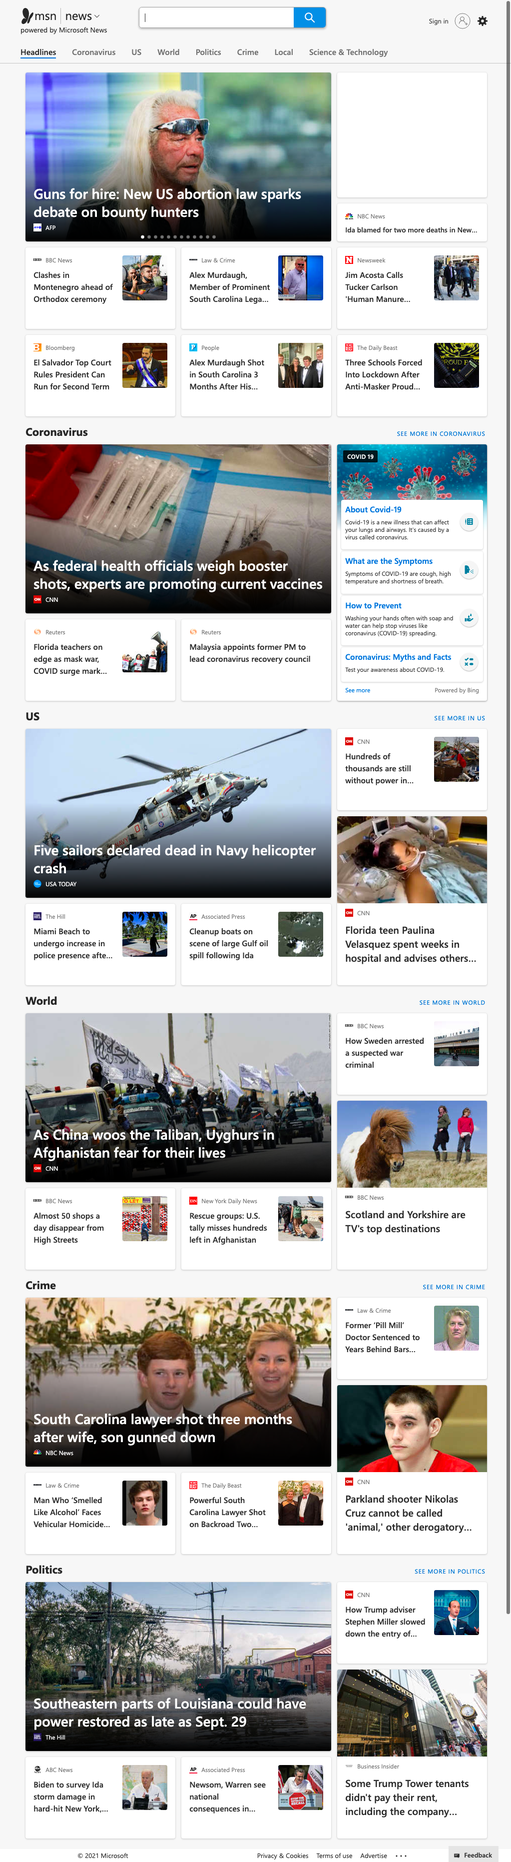 msn news
powered by Microsoft News
Sign in
Headlines Coronavirus US World Politics Crime Local Science & Technology
Guns for hire: New US abortion law sparks
debate on bounty hunters
AFP
NBC News
Ida blamed for two more deaths in New...
BBC News
Clashes in
Montenegro ahead of
Orthodox ceremony
Law & Crime
Alex Murdaugh,
Member of Prominent
South Carolina Lega...
Newsweek
Jim Acosta Calls
Tucker Carlson
'Human Manure...
Bloomberg
El Salvador Top Court
Rules President Can
Run for Second Term
People
Alex Murdaugh Shot
in South Carolina 3
Months After His...
The Daily Beast
Three Schools Forced
Into Lockdown After
Anti-Masker Proud...
Coronavirus
SEE MORE IN CORONAVIRUS
As federal health officials weigh booster
shots, experts are promoting current vaccines
CNN
COVID 19
About Covid-19
Covid-19 is a new illness that can affect
your lungs and airways. It's caused by a
virus called coronavirus.
What are the Symptoms
Symptoms of COVID-19 are cough, high
temperature and shortness of breath.
How to Prevent
Washing your hands often with soap and
water can help stop viruses like
coronavirus (COVID-19) spreading.
Coronavirus: Myths and Facts
Test your awareness about COVID-19.
See more
Powered by Bing
Reuters
Florida teachers on
edge as mask war,
COVID surge mark...
Reuters
Malaysia appoints former PM to
lead coronavirus recovery council
US
SEE MORE IN US
Five sailors declared dead in Navy helicopter
crash
USA TODAY
CNN
Hundreds of
thousands are still
without power in...
CNN
Florida teen Paulina
Velasquez spent weeks in
hospital and advises others...
The Hill
Miami Beach to
undergo increase in
police presence afte...
Associated Press
Cleanup boats on
scene of large Gulf oil
spill following Ida
World
SEE MORE IN WORLD
As China woos the Taliban, Uyghurs in
Afghanistan fear for their lives
CNN
BBC News
How Sweden arrested
a suspected war
criminal
BBC News
Scotland and Yorkshire are
TV's top destinations
BBC News
Almost 50 shops a
day disappear from
High Streets
New York Daily News
Rescue groups: U.S.
tally misses hundreds
left in Afghanistan
Crime
SEE MORE IN CRIME
South Carolina lawyer shot three months
after wife, son gunned down
NBC News
Law & Crime
Former 'Pill Mill'
Doctor Sentenced to
Years Behind Bars...
CNN
Parkland shooter Nikolas
Cruz cannot be called
'animal,' other derogatory...
Law & Crime
Man Who 'Smelled
Like Alcohol' Faces
Vehicular Homicide...
The Daily Beast
Powerful South
Carolina Lawyer Shot
on Backroad Two...
Politics
SEE MORE IN POLITICS
Southeastern parts of Louisiana could have
power restored as late as Sept. 29
The Hill
CNN
How Trump adviser
Stephen Miller slowed
down the entry of...
Business Insider
Some Trump Tower tenants
didn't pay their rent,
including the company...
ABC News
Biden to survey Ida
storm damage in
hard-hit New York,...
Associated Press
Newsom, Warren see
national
consequences in...
© 2021 Microsoft
Privacy & Cookies Terms of use Advertise ...
Feedback